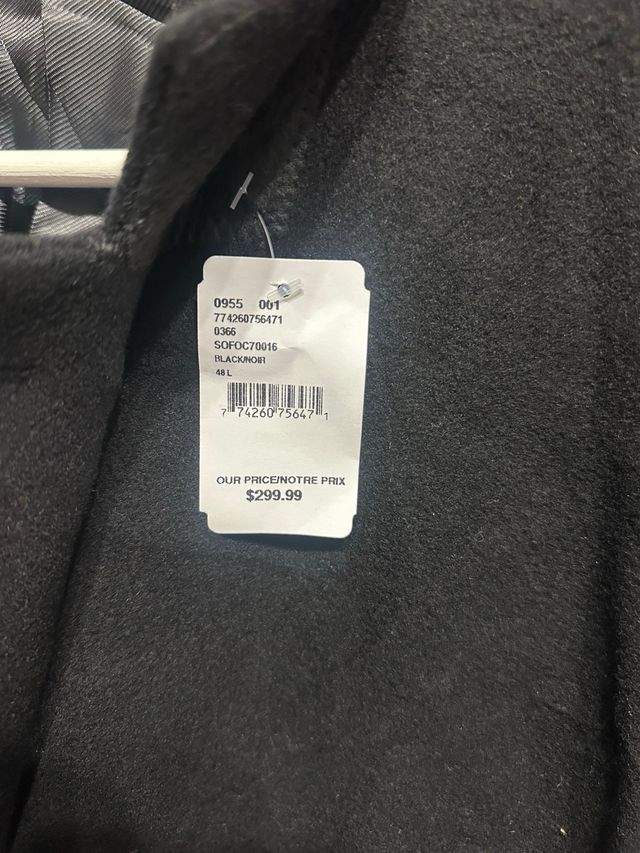 0955 001
774260756471
0366
SOFOC70016
BLACK/NOIR
48 L
7 74260 75647 1
OUR PRICE/NOTRE PRIX
$299.99